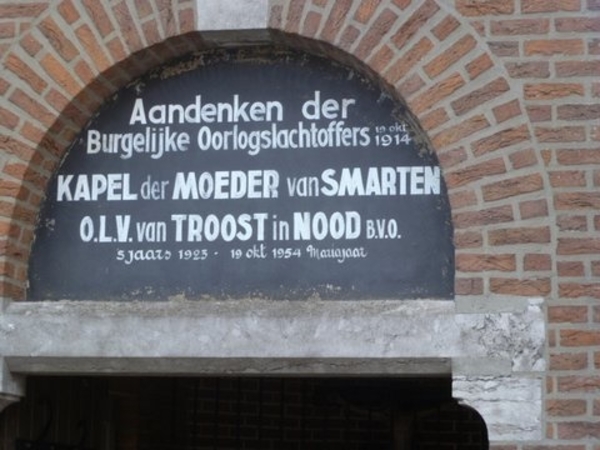 Aandenken der
Burgelijke Oorlogslachtoffers 19 okt 1914
KAPEL der MOEDER van SMARTEN
O.L.V. van TROOST in NOOD B.V.O.
5 jaars 1923 - 19 okt 1954 Mariajaar